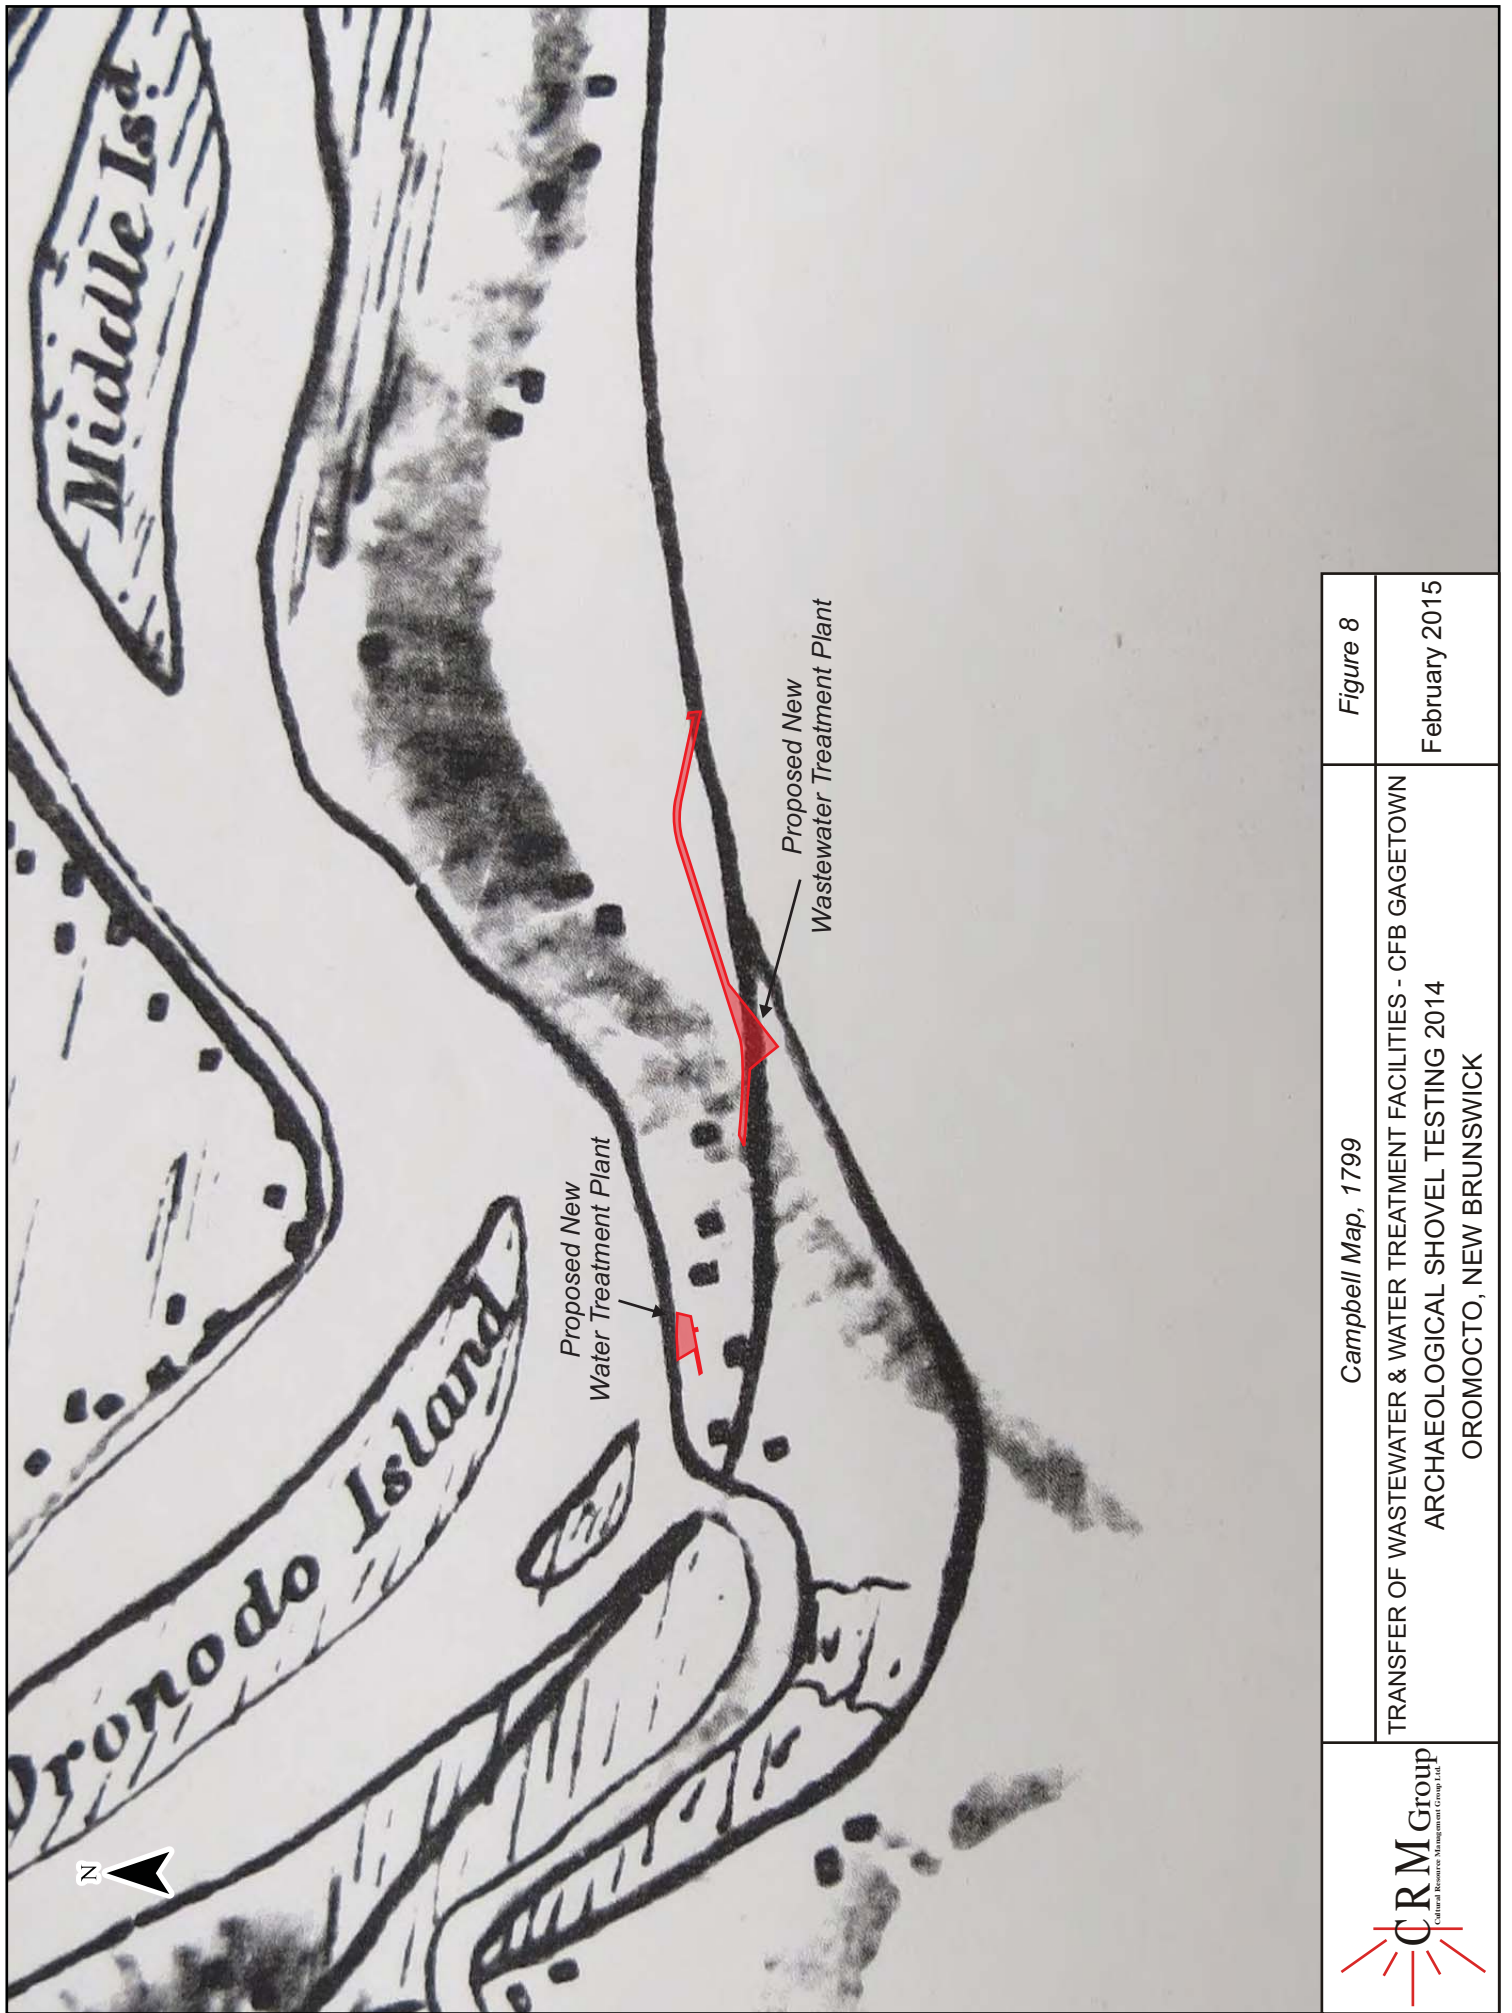 Middle Isd.
Oronodo Island
N
Proposed New
Water Treatment Plant
Proposed New
Wastewater Treatment Plant
CRM Group
Cultural Resource Management Group Ltd.
Campbell Map, 1799
Figure 8
TRANSFER OF WASTEWATER & WATER TREATMENT FACILITIES - CFB GAGETOWN
ARCHAEOLOGICAL SHOVEL TESTING 2014
OROMOCTO, NEW BRUNSWICK
February 2015